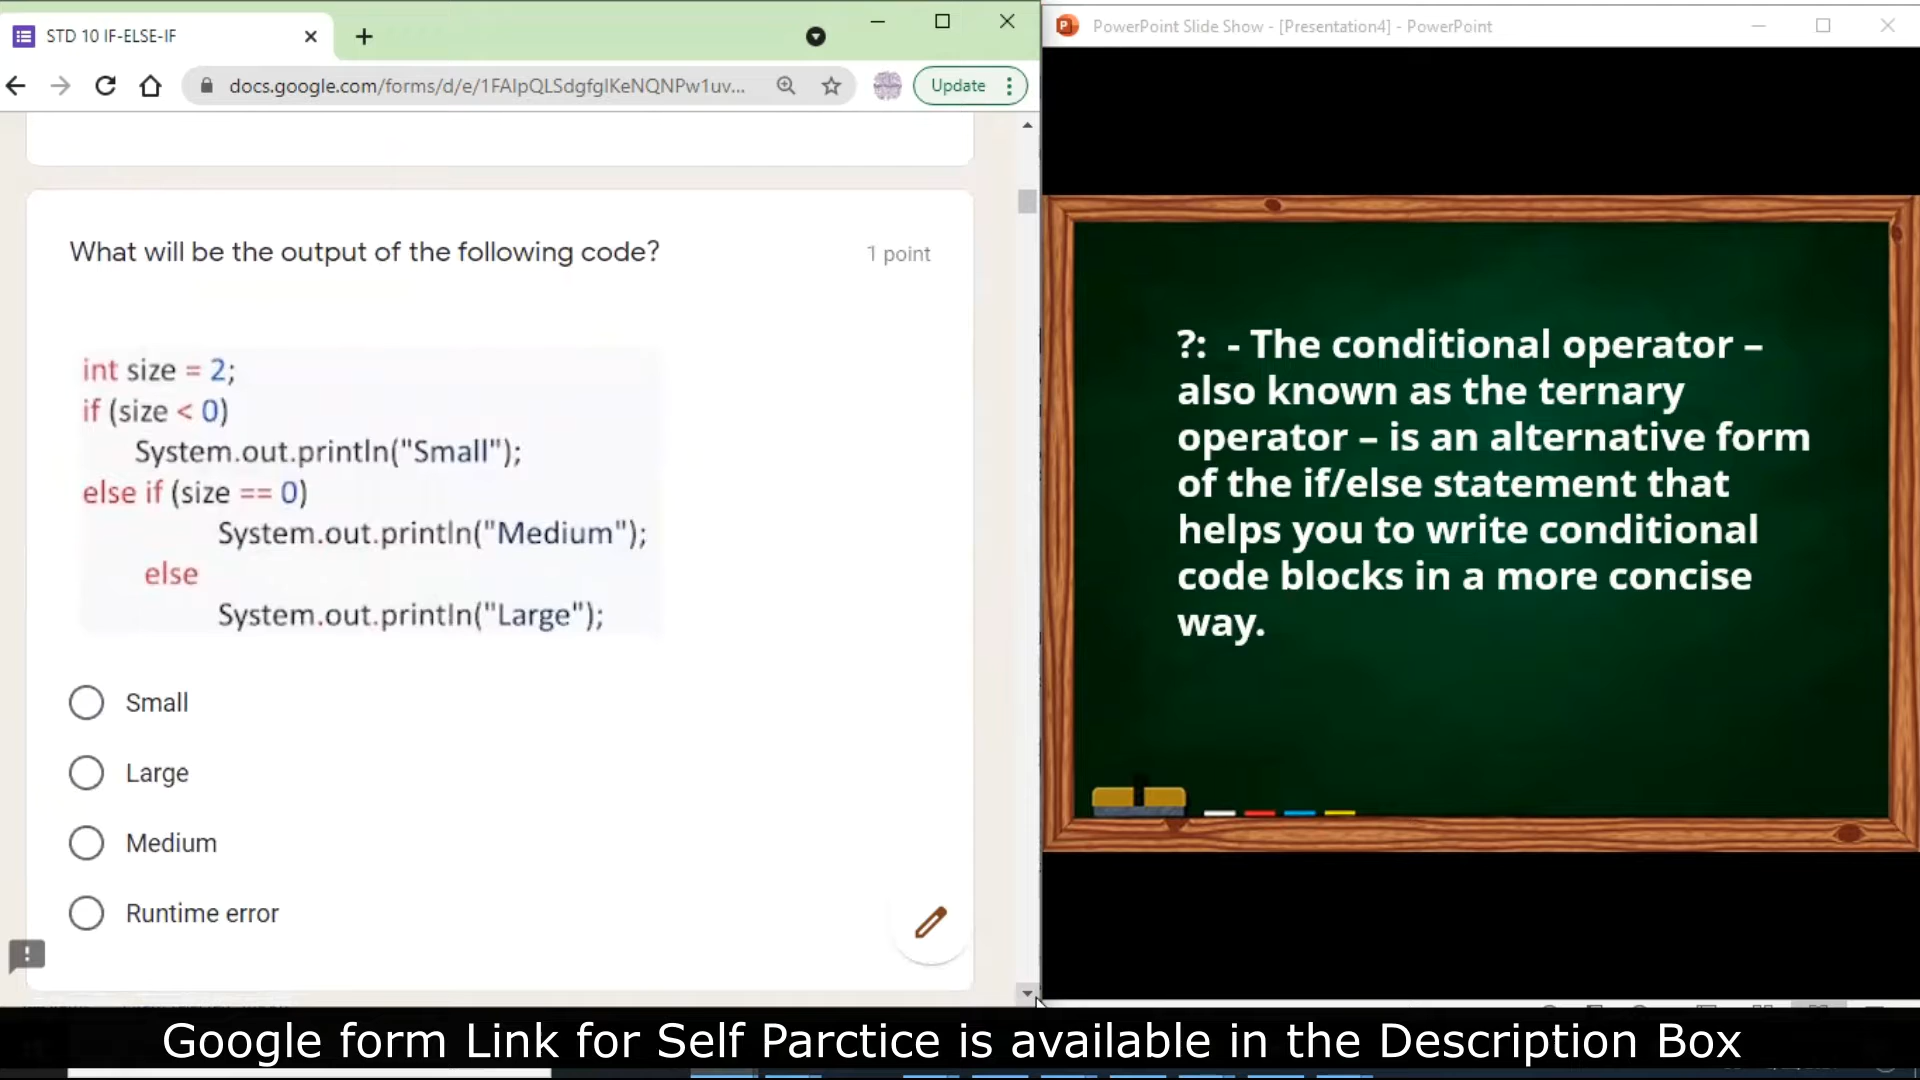 STD 10 IF-ELSE-IF
docs.google.com/forms/d/e/1FAIpQLSdgfglKeNQNPw1uv...
Update
What will be the output of the following code?
1 point
int size = 2;
if (size < 0)
System.out.println("Small");
else if (size == 0)
System.out.println("Medium");
else
System.out.println("Large");
Small
Large
Medium
Runtime error
PowerPoint Slide Show - [Presentation4] - PowerPoint
?: - The conditional operator –
also known as the ternary
operator – is an alternative form
of the if/else statement that
helps you to write conditional
code blocks in a more concise
way.
Google form Link for Self Parctice is available in the Description Box